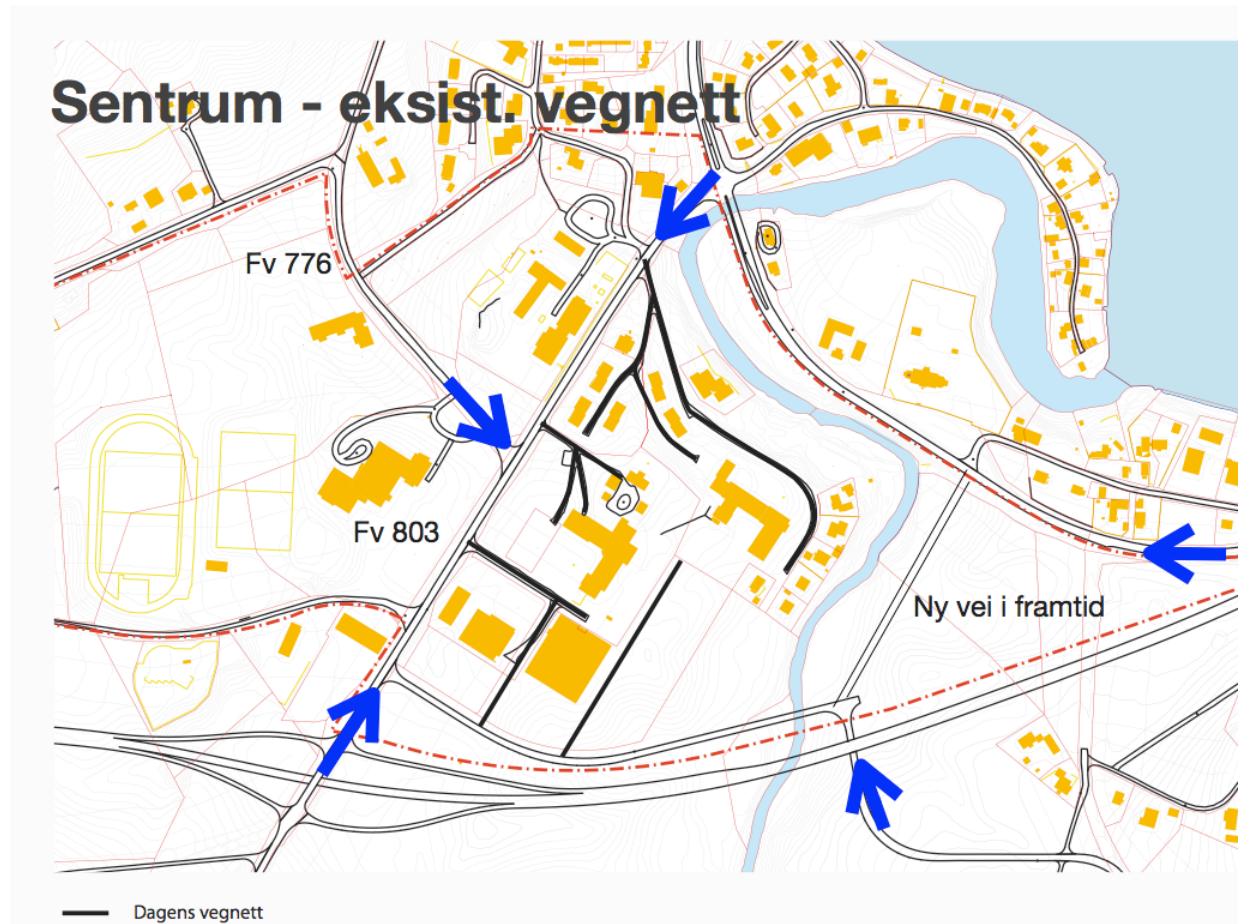 Sentrum - eksist. vegnett
Fv 776
Fv 803
Ny vei i framtid
Dagens vegnett